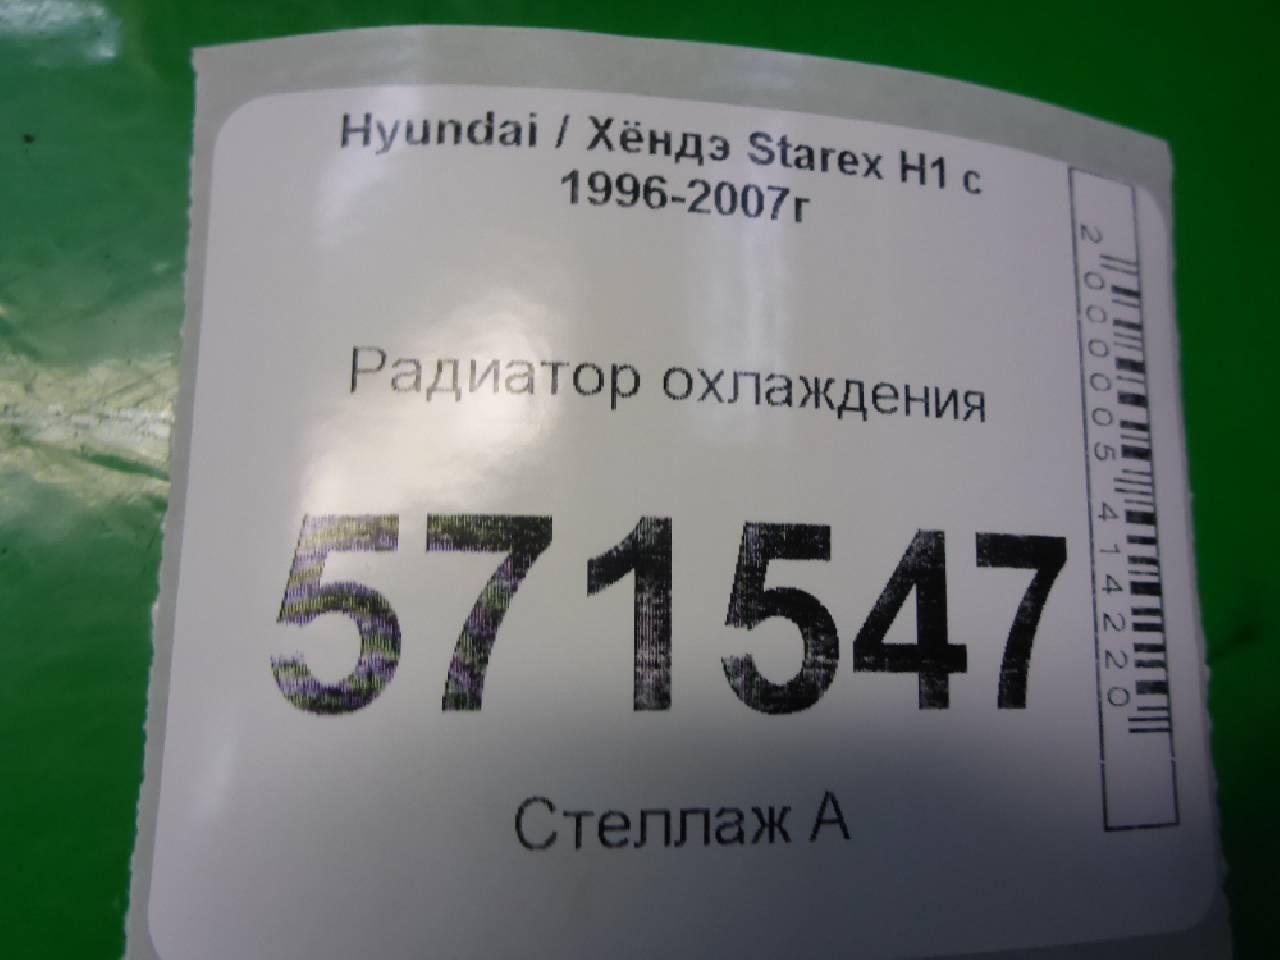 Hyundai / Хёндэ Starex H1 с
1996-2007г
Радиатор охлаждения
571547
Стеллаж А
2000005414220